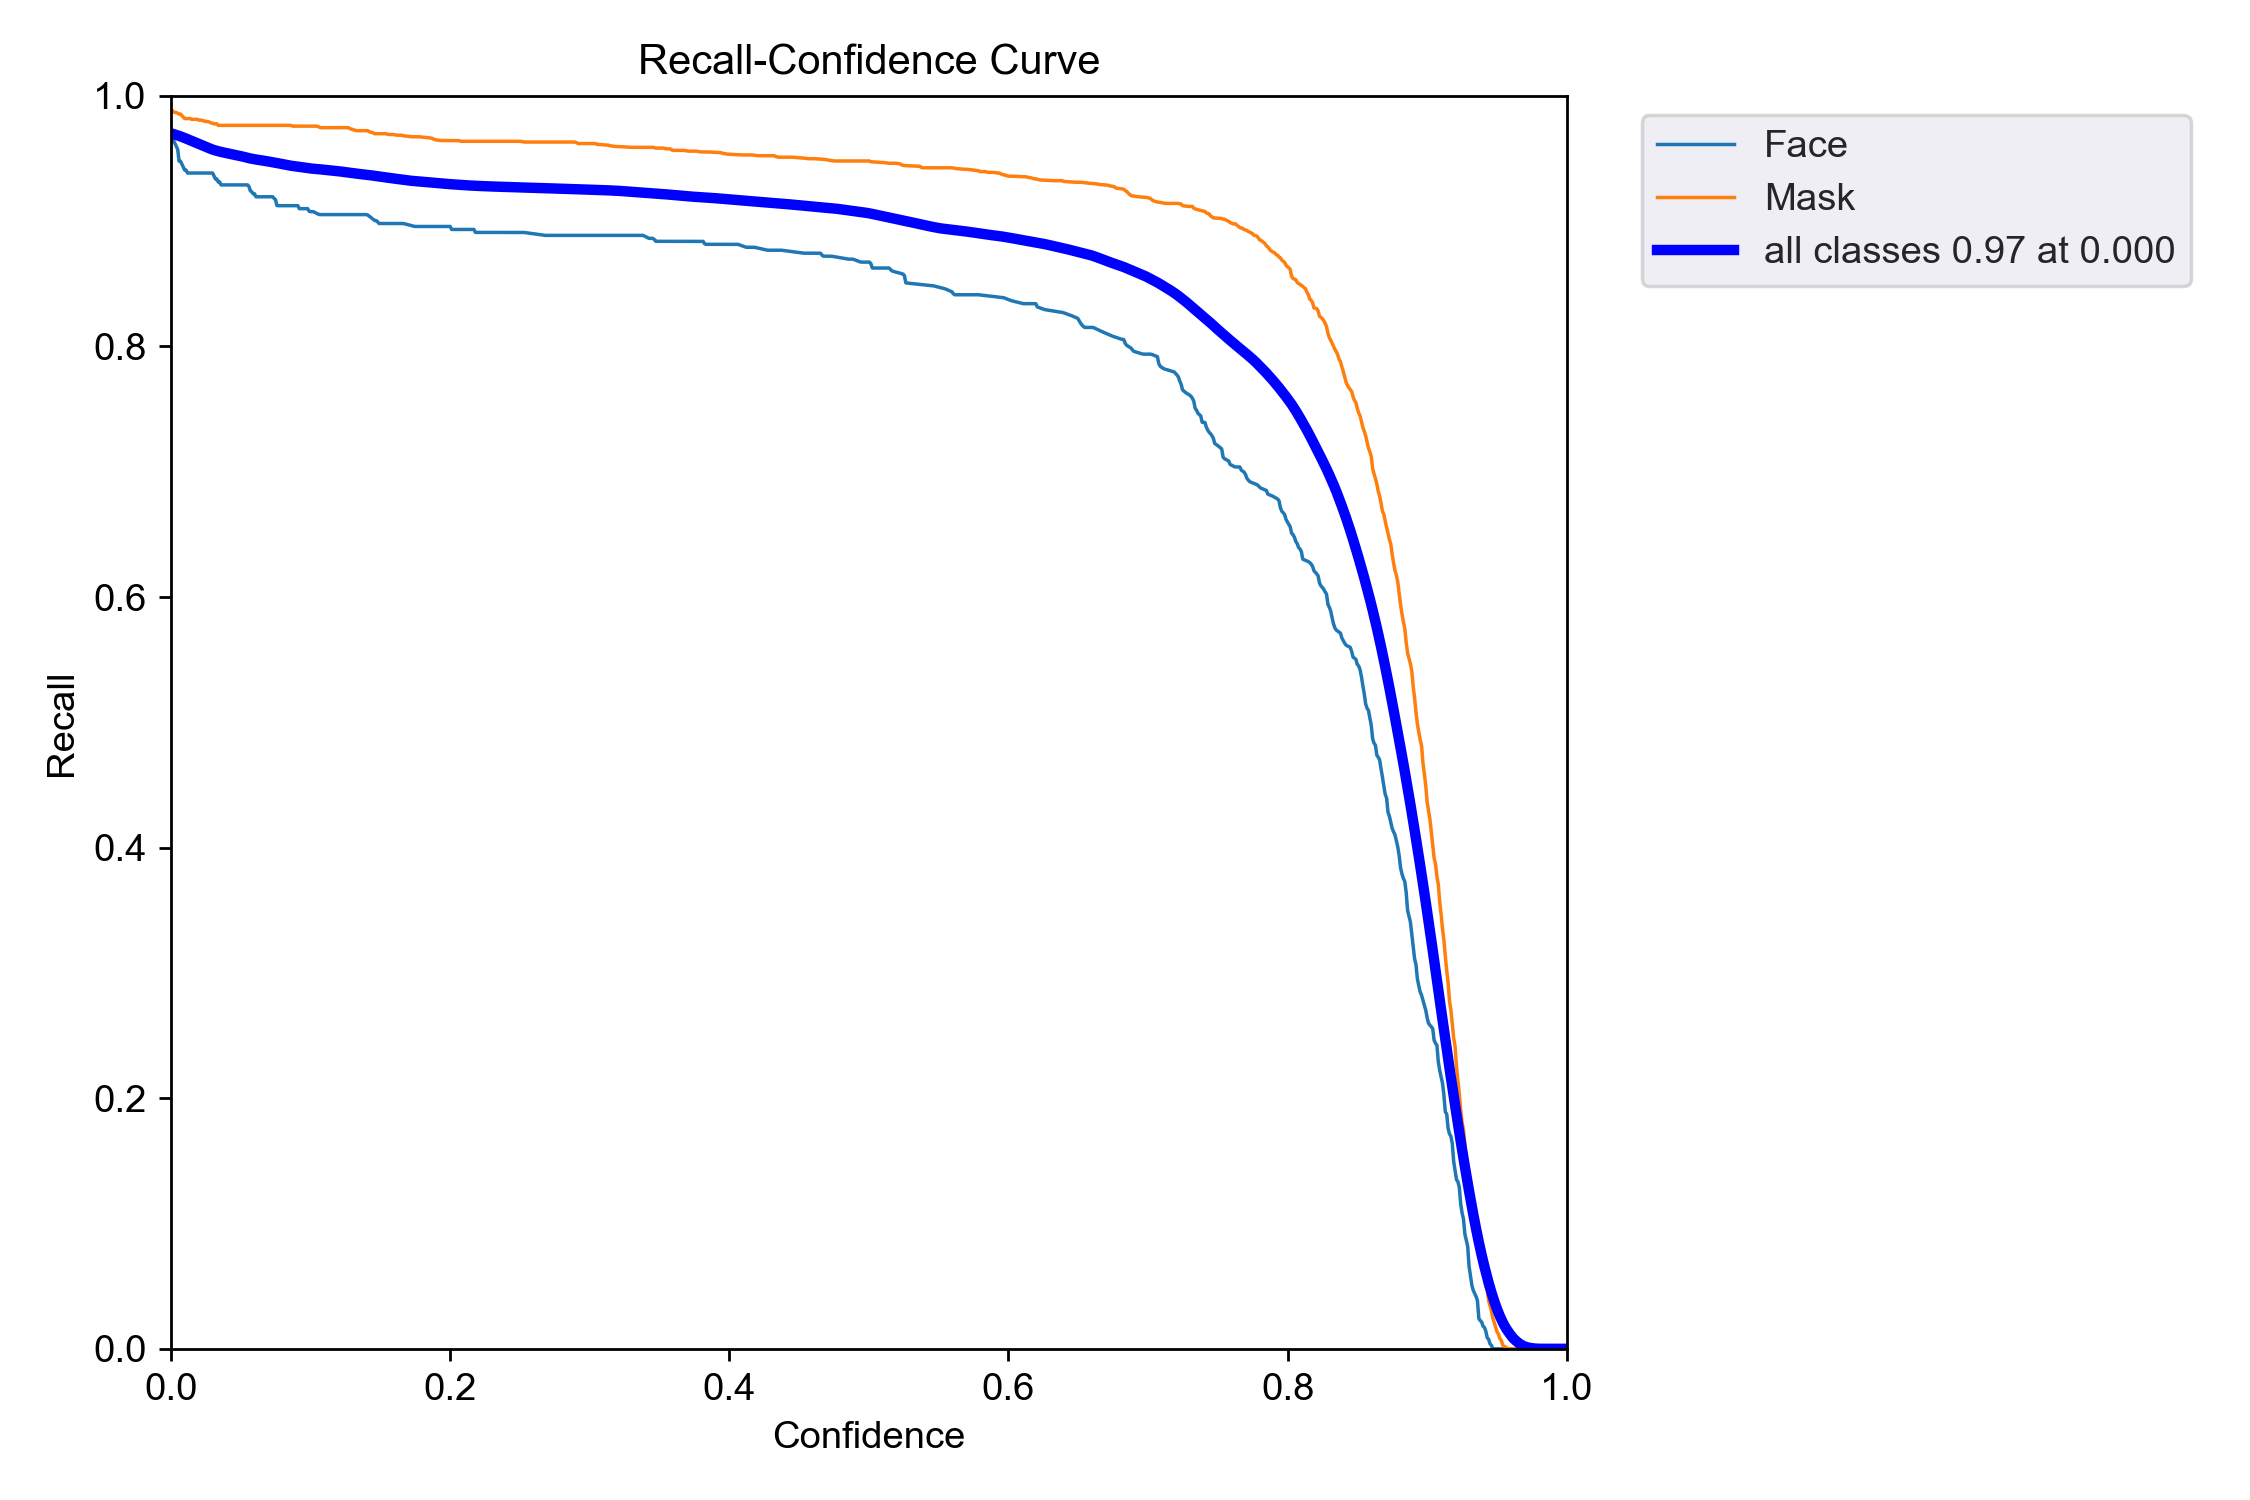 Recall-Confidence Curve
1.0
0.8
0.6
0.4
0.2
0.0
Recall
0.0 0.2 0.4 0.6 0.8 1.0
Confidence
Face
Mask
all classes 0.97 at 0.000